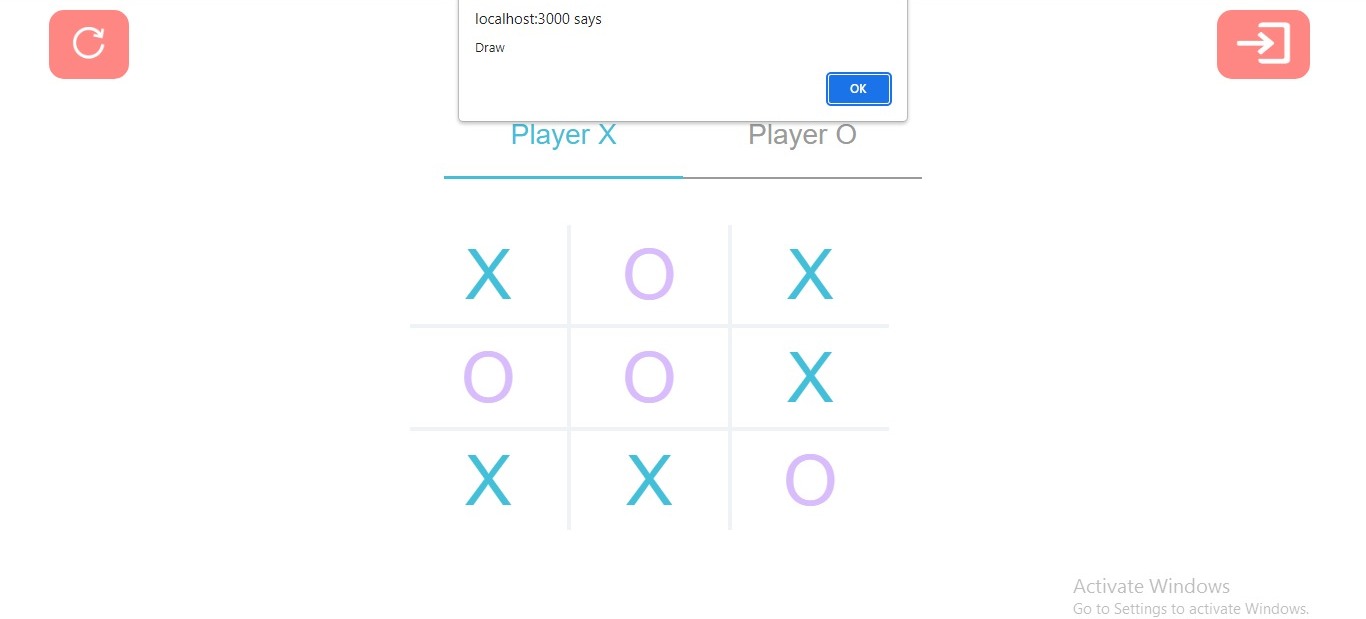 localhost:3000 says
Draw
OK
Player X Player O
X O X
O O X
X X O
Activate Windows
Go to Settings to activate Windows.